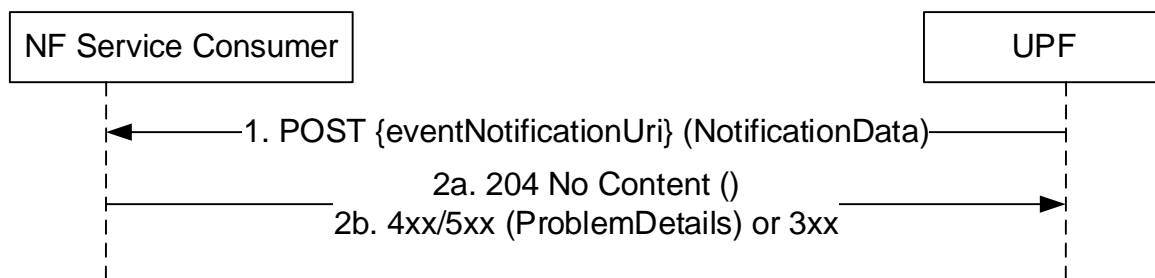 NF Service Consumer
UPF
1. POST {eventNotificationUri} (NotificationData)
2a. 204 No Content ()
2b. 4xx/5xx (ProblemDetails) or 3xx